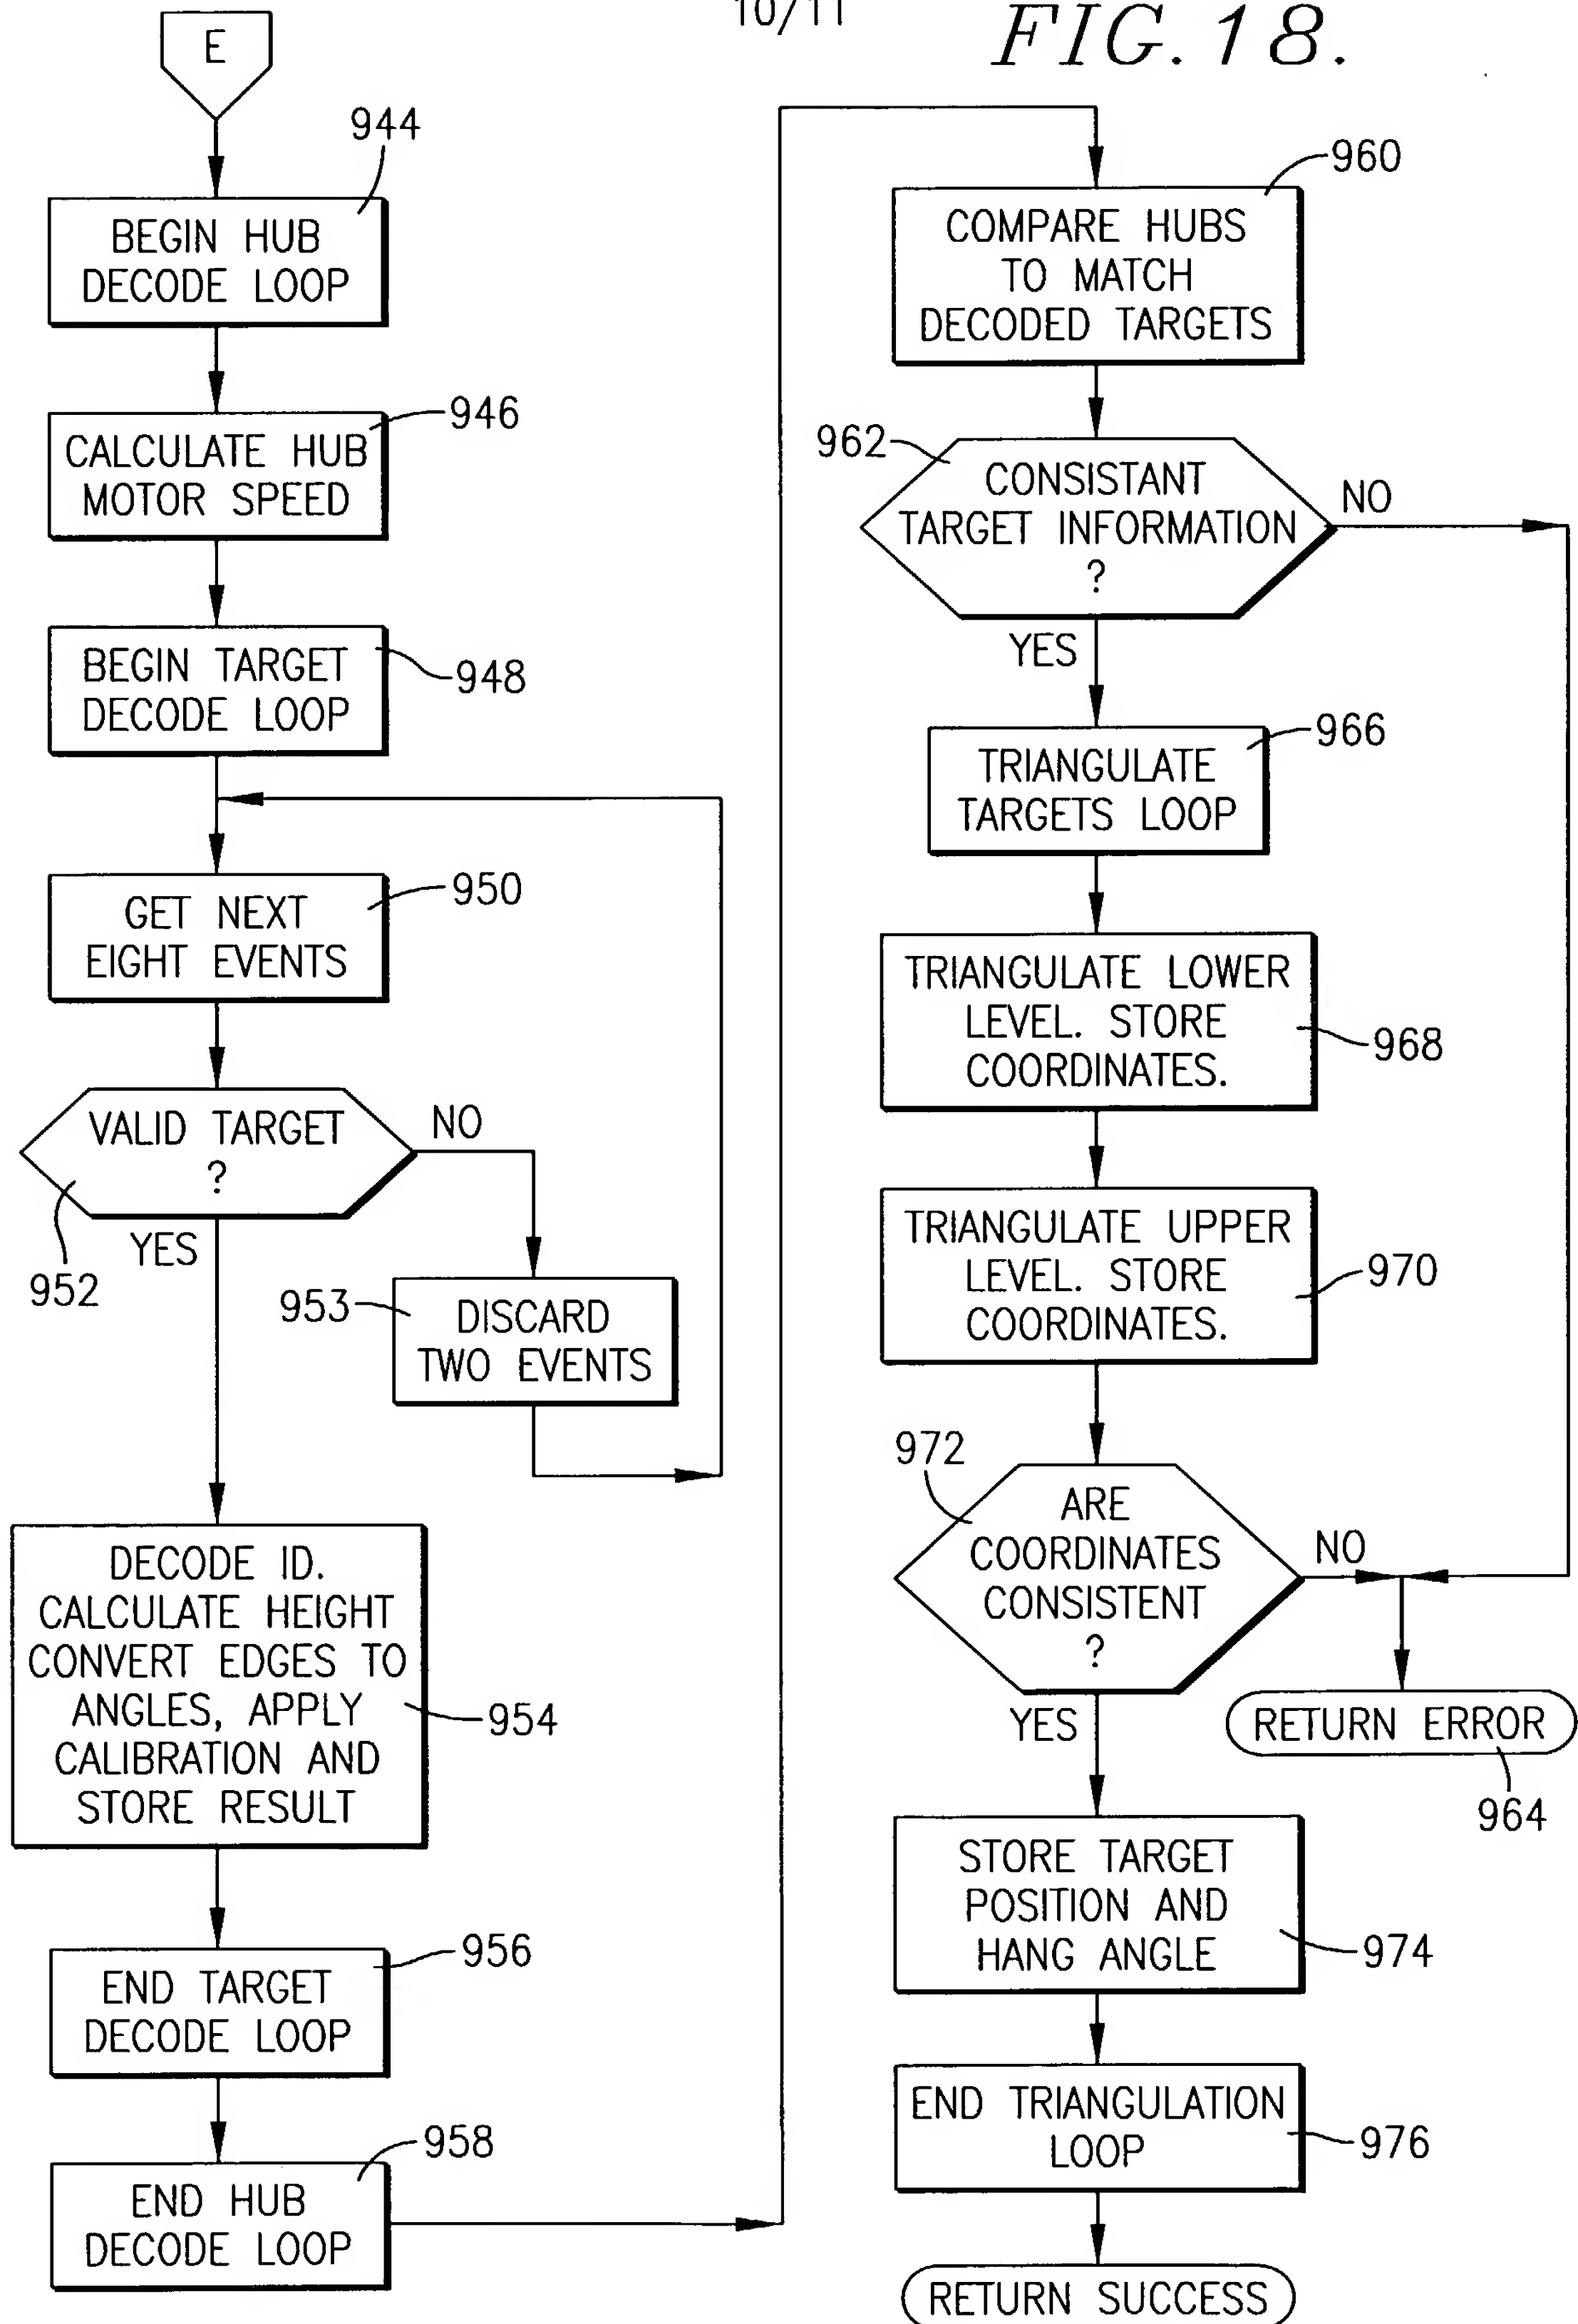 10/11
FIG. 18.
E
944
BEGIN HUB
DECODE LOOP
946
CALCULATE HUB
MOTOR SPEED
948
BEGIN TARGET
DECODE LOOP
950
GET NEXT
EIGHT EVENTS
VALID TARGET
?
NO
YES
952
953
DISCARD
TWO EVENTS
DECODE ID.
CALCULATE HEIGHT
CONVERT EDGES TO
ANGLES, APPLY
CALIBRATION AND
STORE RESULT
954
956
END TARGET
DECODE LOOP
958
END HUB
DECODE LOOP
960
COMPARE HUBS
TO MATCH
DECODED TARGETS
962
CONSISTANT
TARGET INFORMATION
?
NO
YES
966
TRIANGULATE
TARGETS LOOP
TRIANGULATE LOWER
LEVEL. STORE
COORDINATES.
968
TRIANGULATE UPPER
LEVEL. STORE
COORDINATES.
970
972
ARE
COORDINATES
CONSISTENT
?
NO
YES
RETURN ERROR
964
STORE TARGET
POSITION AND
HANG ANGLE
974
END TRIANGULATION
LOOP
976
RETURN SUCCESS